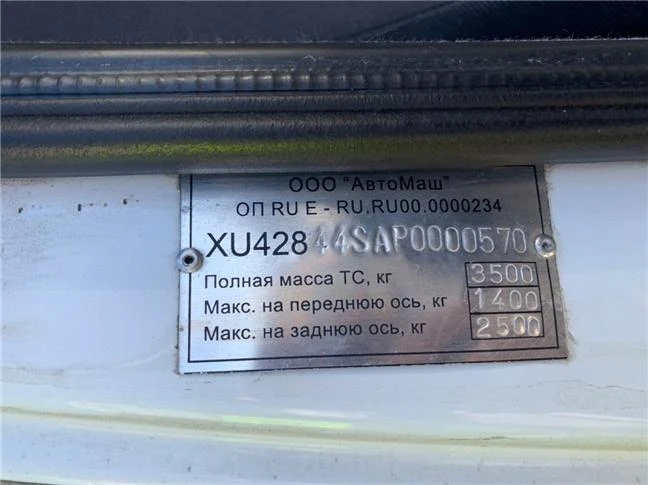 ООО "АвтоМаш"
ОП RU E - RU.RU00.0000234
XU42844SAP0000570
Полная масса ТС, кг 3500
Макс. на переднюю ось, кг 1400
Макс. на заднюю ось, кг 2500